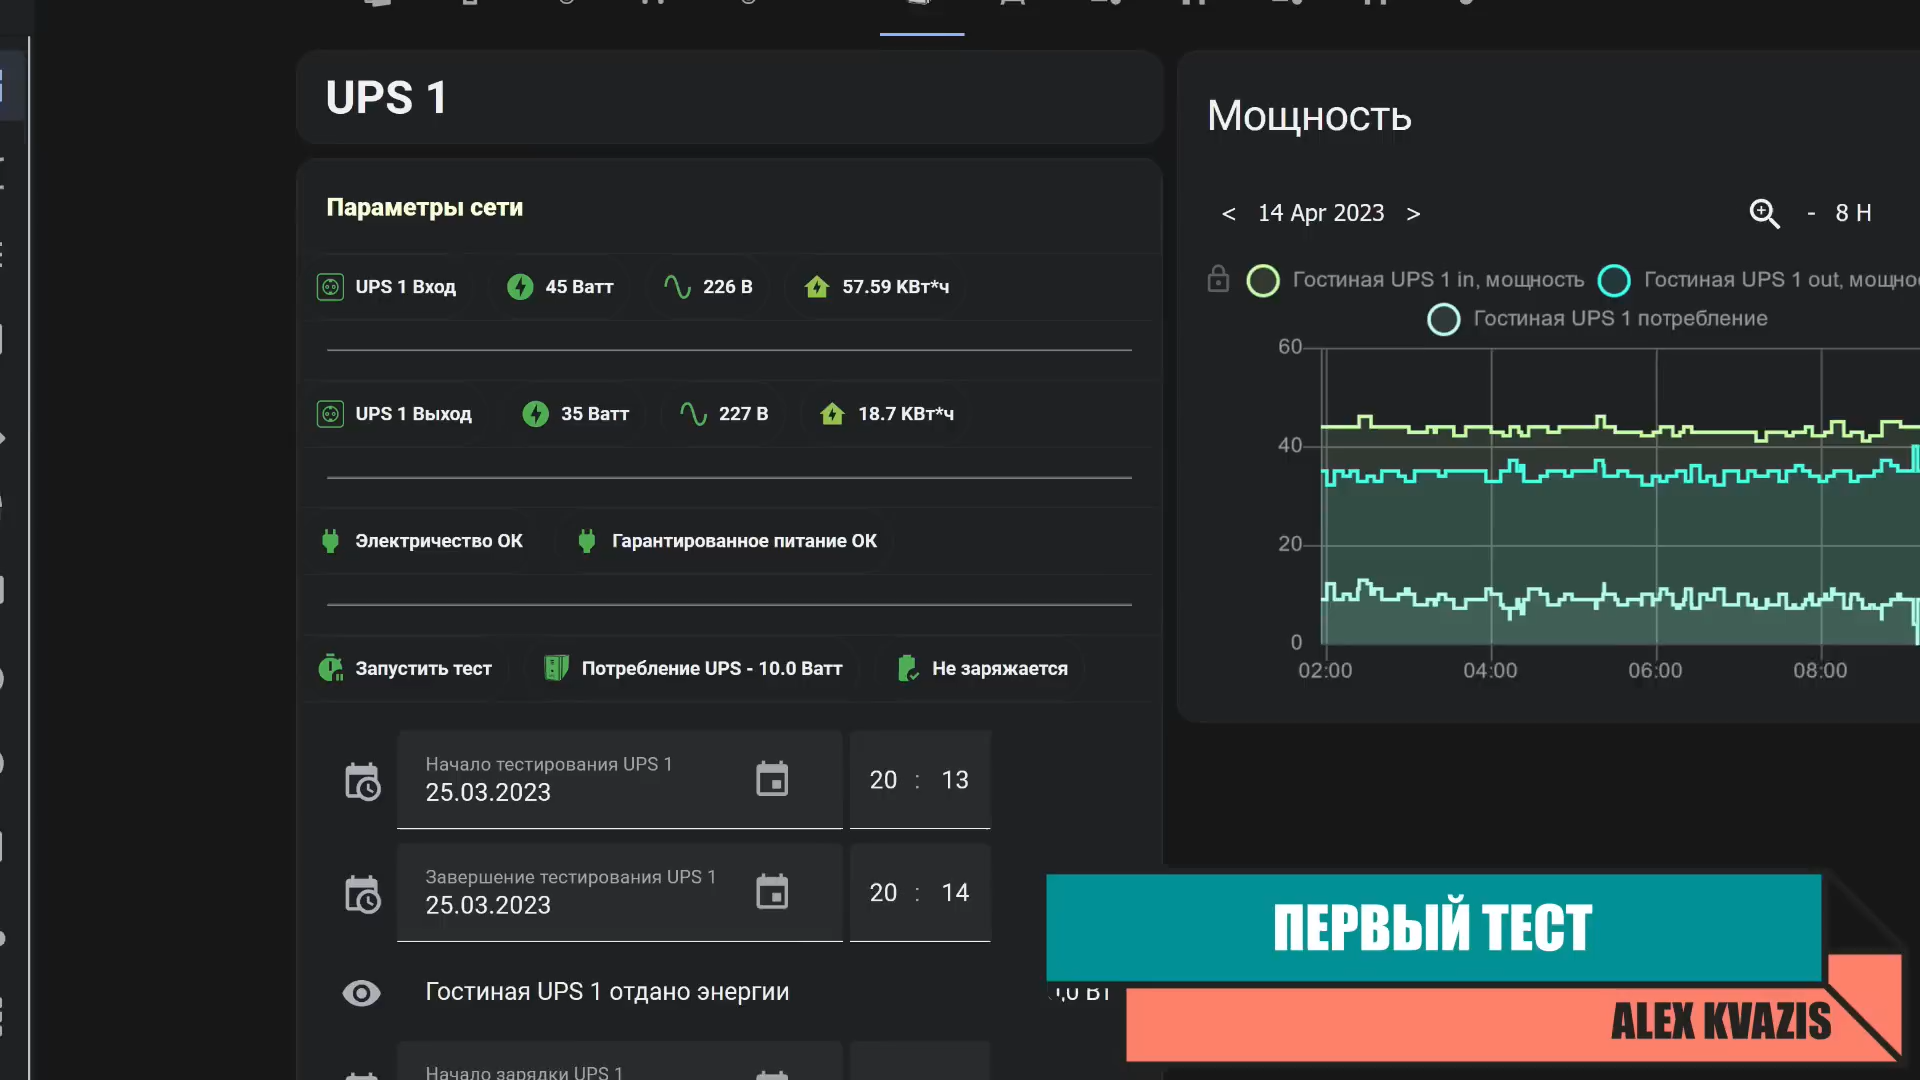 UPS 1
Параметры сети
UPS 1 Вход 45 Ватт 226 В 57.59 КВт*ч
UPS 1 Выход 35 Ватт 227 В 18.7 КВт*ч
Электричество ОК Гарантированное питание ОК
Запустить тест Потребление UPS - 10.0 Ватт Не заряжается
Начало тестирования UPS 1
25.03.2023 20 : 13
Завершение тестирования UPS 1
25.03.2023 20 : 14
Гостиная UPS 1 отдано энергии
Начало зарядки UPS 1
Мощность
< 14 Apr 2023 > - 8 H
Гостиная UPS 1 in, мощность Гостиная UPS 1 out,
Гостиная UPS 1 потребление
60
40
20
0
02:00 04:00 06:00 08:00
ПЕРВЫЙ ТЕСТ
ALEX KVAZIS